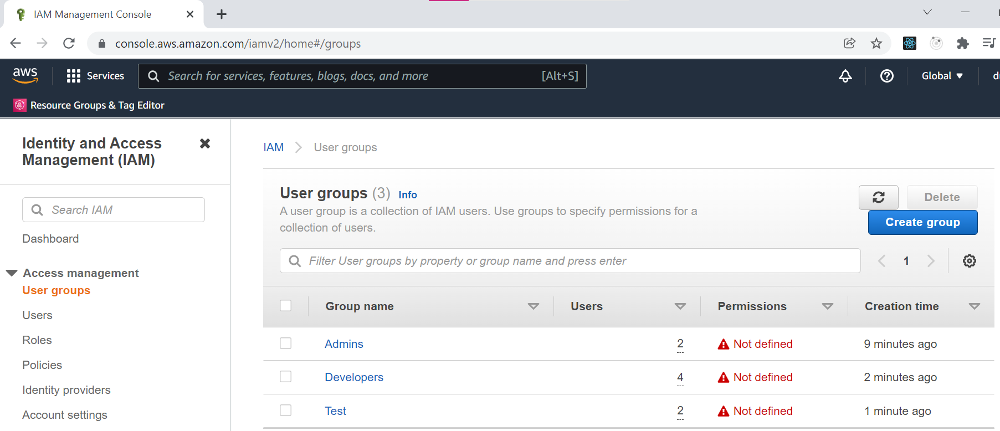 IAM Management Console
console.aws.amazon.com/iamv2/home#/groups
aws
Services
Search for services, features, blogs, docs, and more
[Alt+S]
Global
Resource Groups & Tag Editor
Identity and Access
Management (IAM)
Search IAM
Dashboard
Access management
User groups
Users
Roles
Policies
Identity providers
Account settings
IAM
User groups
User groups (3) Info
A user group is a collection of IAM users. Use groups to specify permissions for a
collection of users.
Delete
Create group
Filter User groups by property or group name and press enter
1
Group name Users Permissions Creation time
Admins 2 Not defined 9 minutes ago
Developers 4 Not defined 2 minutes ago
Test 2 Not defined 1 minute ago